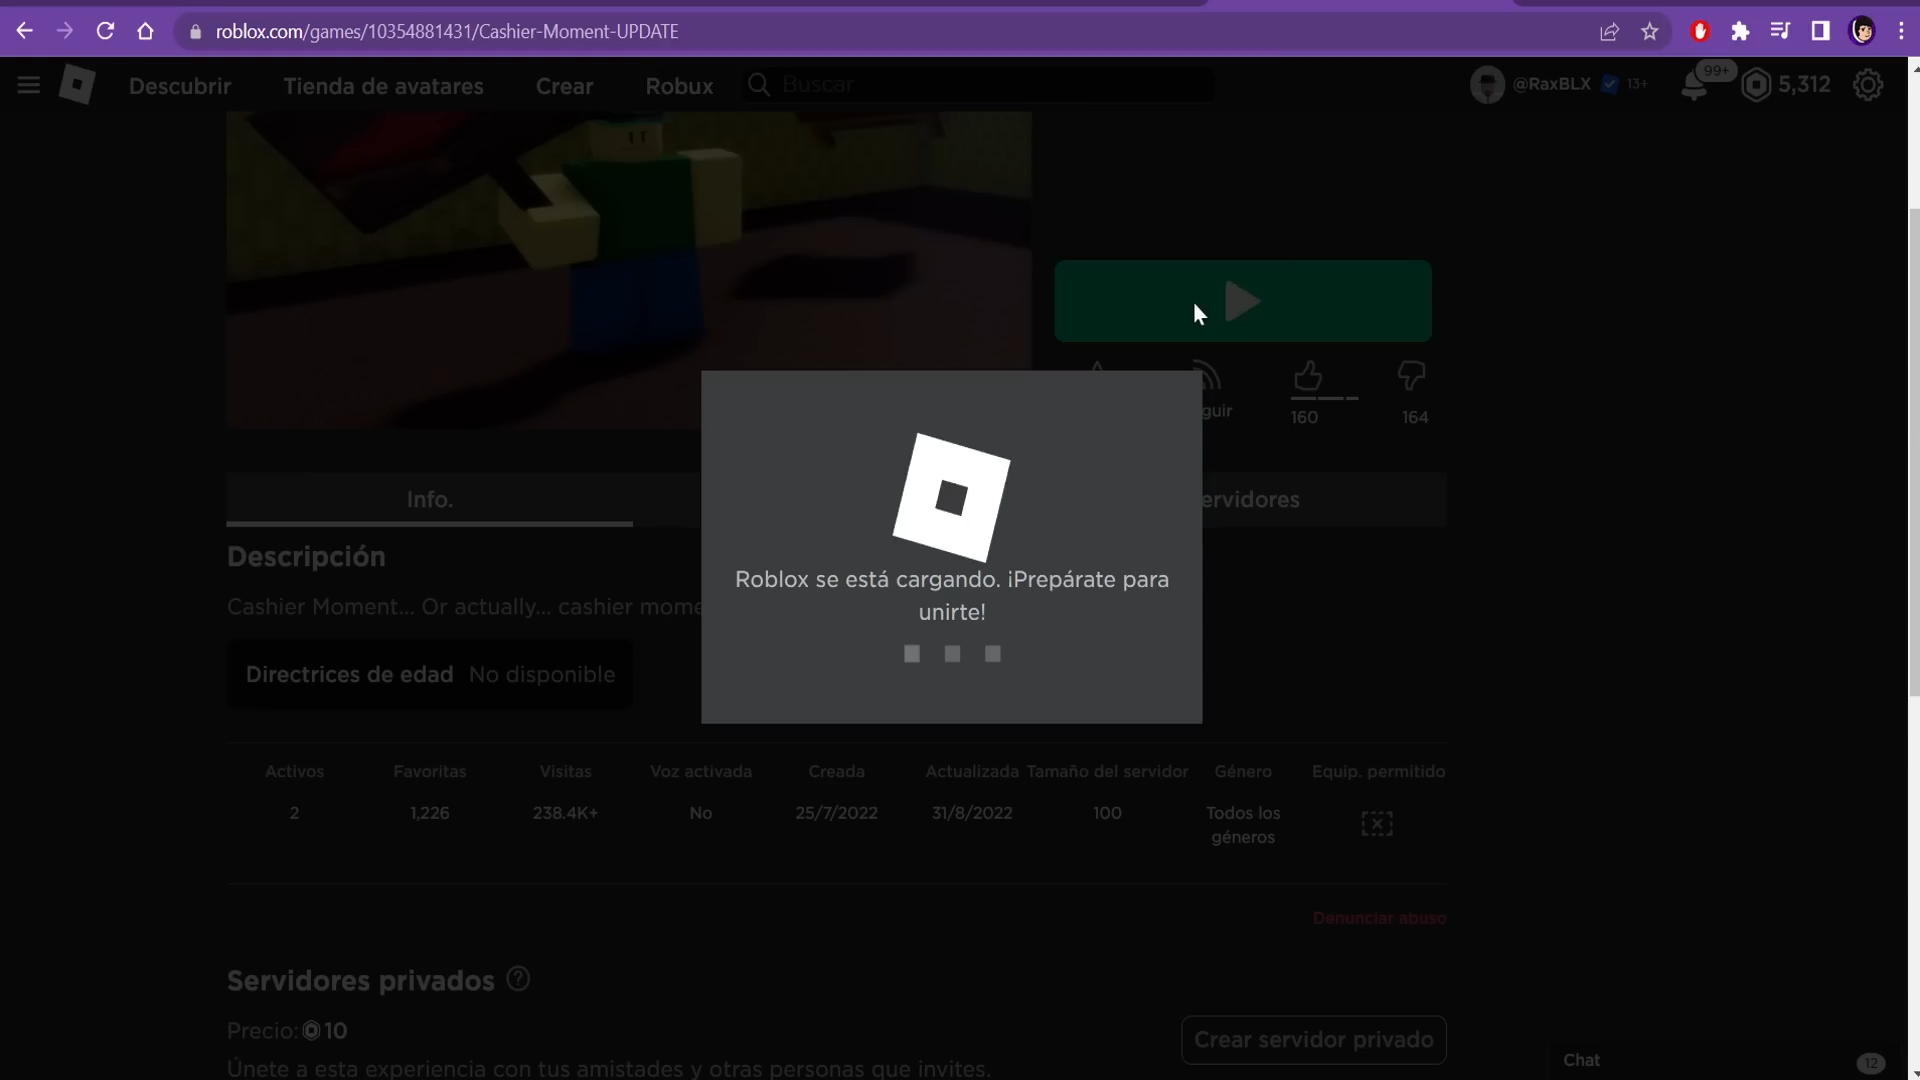 roblox.com/games/10354881431/Cashier-Moment-UPDATE
Descubrir
Tienda de avatares
Crear
Robux
Buscar
@RaxBLX
13+
99+
5,312
guir
160
164
Info.
ervidores
Roblox se está cargando. ¡Prepárate para
unirte!
Descripción
Cashier Moment... Or actually... cashier mome
Directrices de edad No disponible
Activos
Favoritas
Visitas
Voz activada
Creada
Actualizada
Tamaño del servidor
Género
Equip. permitido
2
1,226
238.4K+
No
25/7/2022
31/8/2022
100
Todos los
géneros
Denunciar abuso
Servidores privados
Precio: 10
Crear servidor privado
Únete a esta experiencia con tus amistades y otras personas que invites.
Chat
12